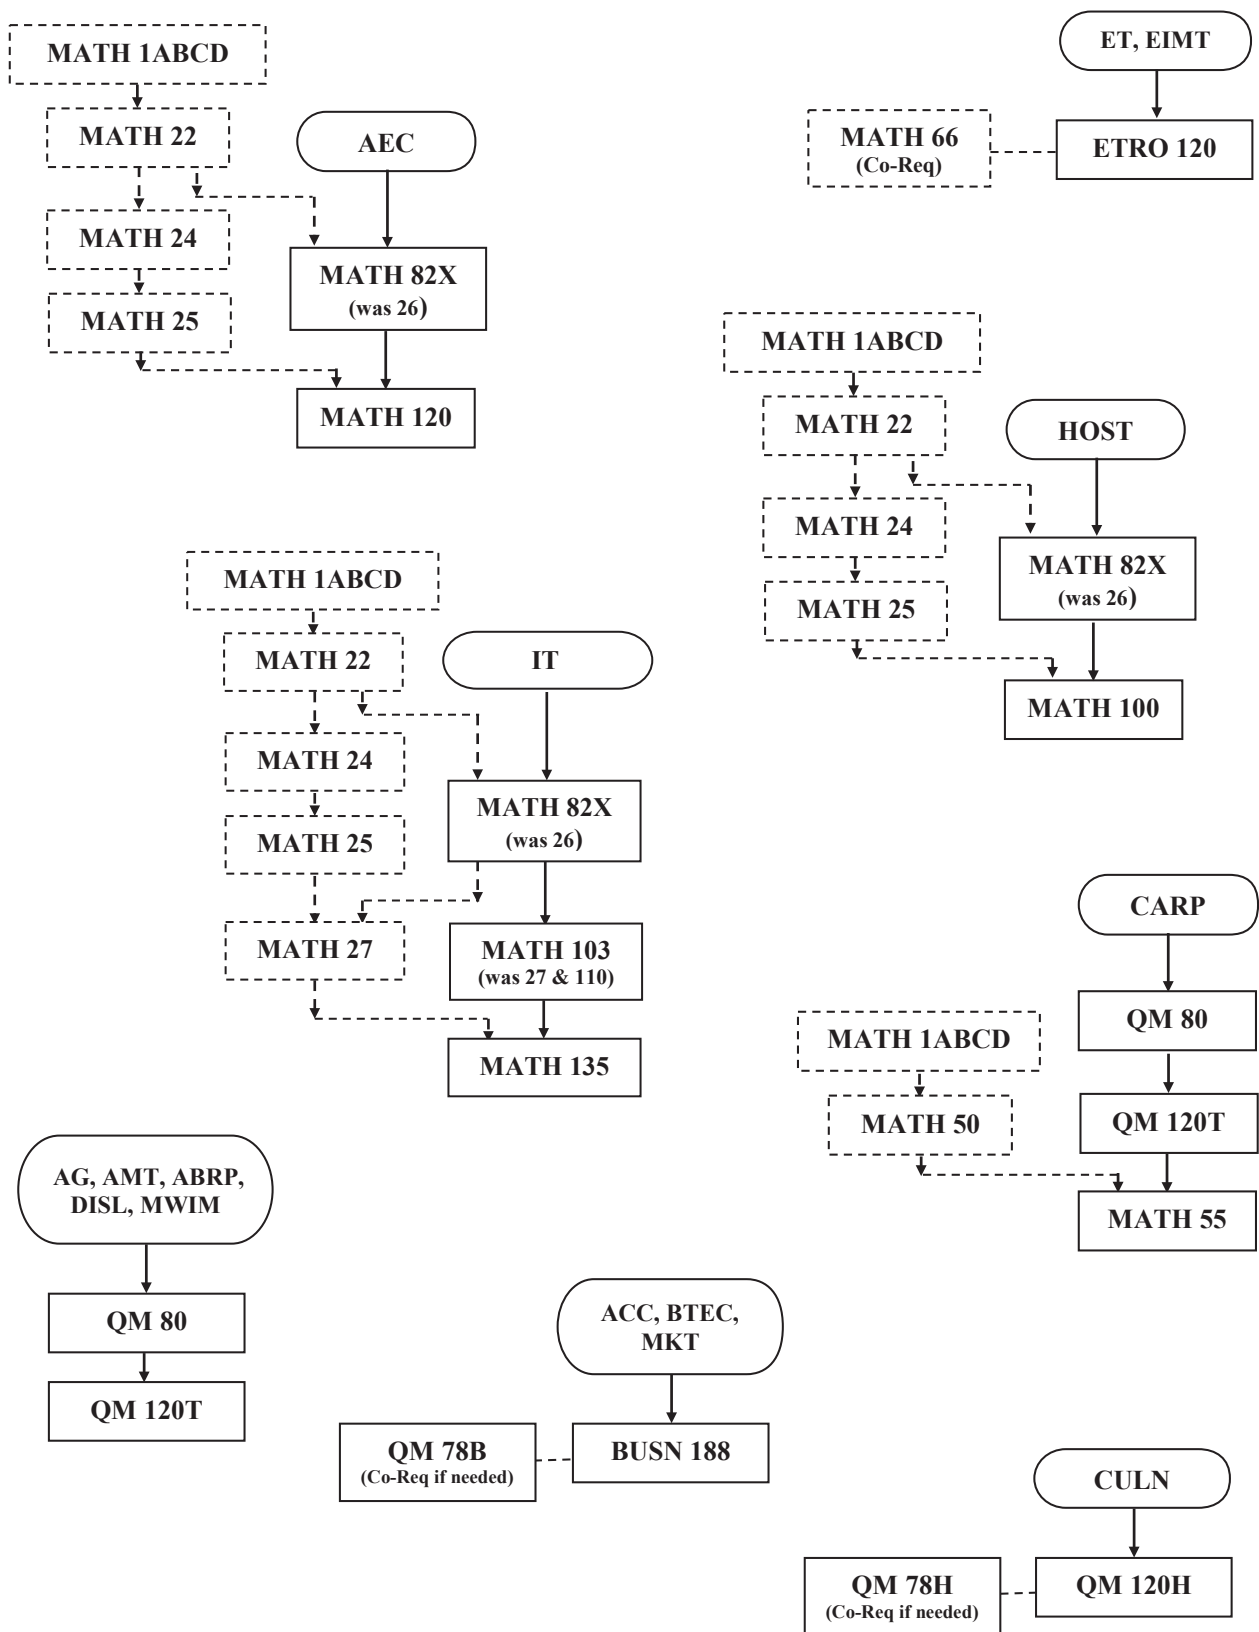 MATH 1ABCD
MATH 22
AEC
MATH 24
MATH 82X
(was 26)
MATH 25
MATH 120
ET, EIMT
MATH 66
(Co-Req)
ETRO 120
MATH 1ABCD
MATH 22
HOST
MATH 24
MATH 82X
(was 26)
MATH 25
MATH 100
MATH 1ABCD
MATH 22
IT
MATH 24
MATH 82X
(was 26)
MATH 25
MATH 27
MATH 103
(was 27 & 110)
MATH 135
CARP
QM 80
MATH 1ABCD
MATH 50
QM 120T
MATH 55
AG, AMT, ABRP,
DISL, MWIM
QM 80
QM 120T
ACC, BTEC,
MKT
QM 78B
(Co-Req if needed)
BUSN 188
CULN
QM 78H
(Co-Req if needed)
QM 120H